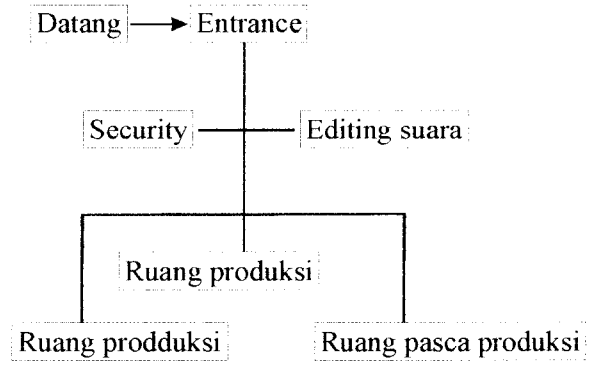 Datang
Entrance
Security
Editing suara
Ruang produksi
Ruang prodduksi
Ruang pasca produksi